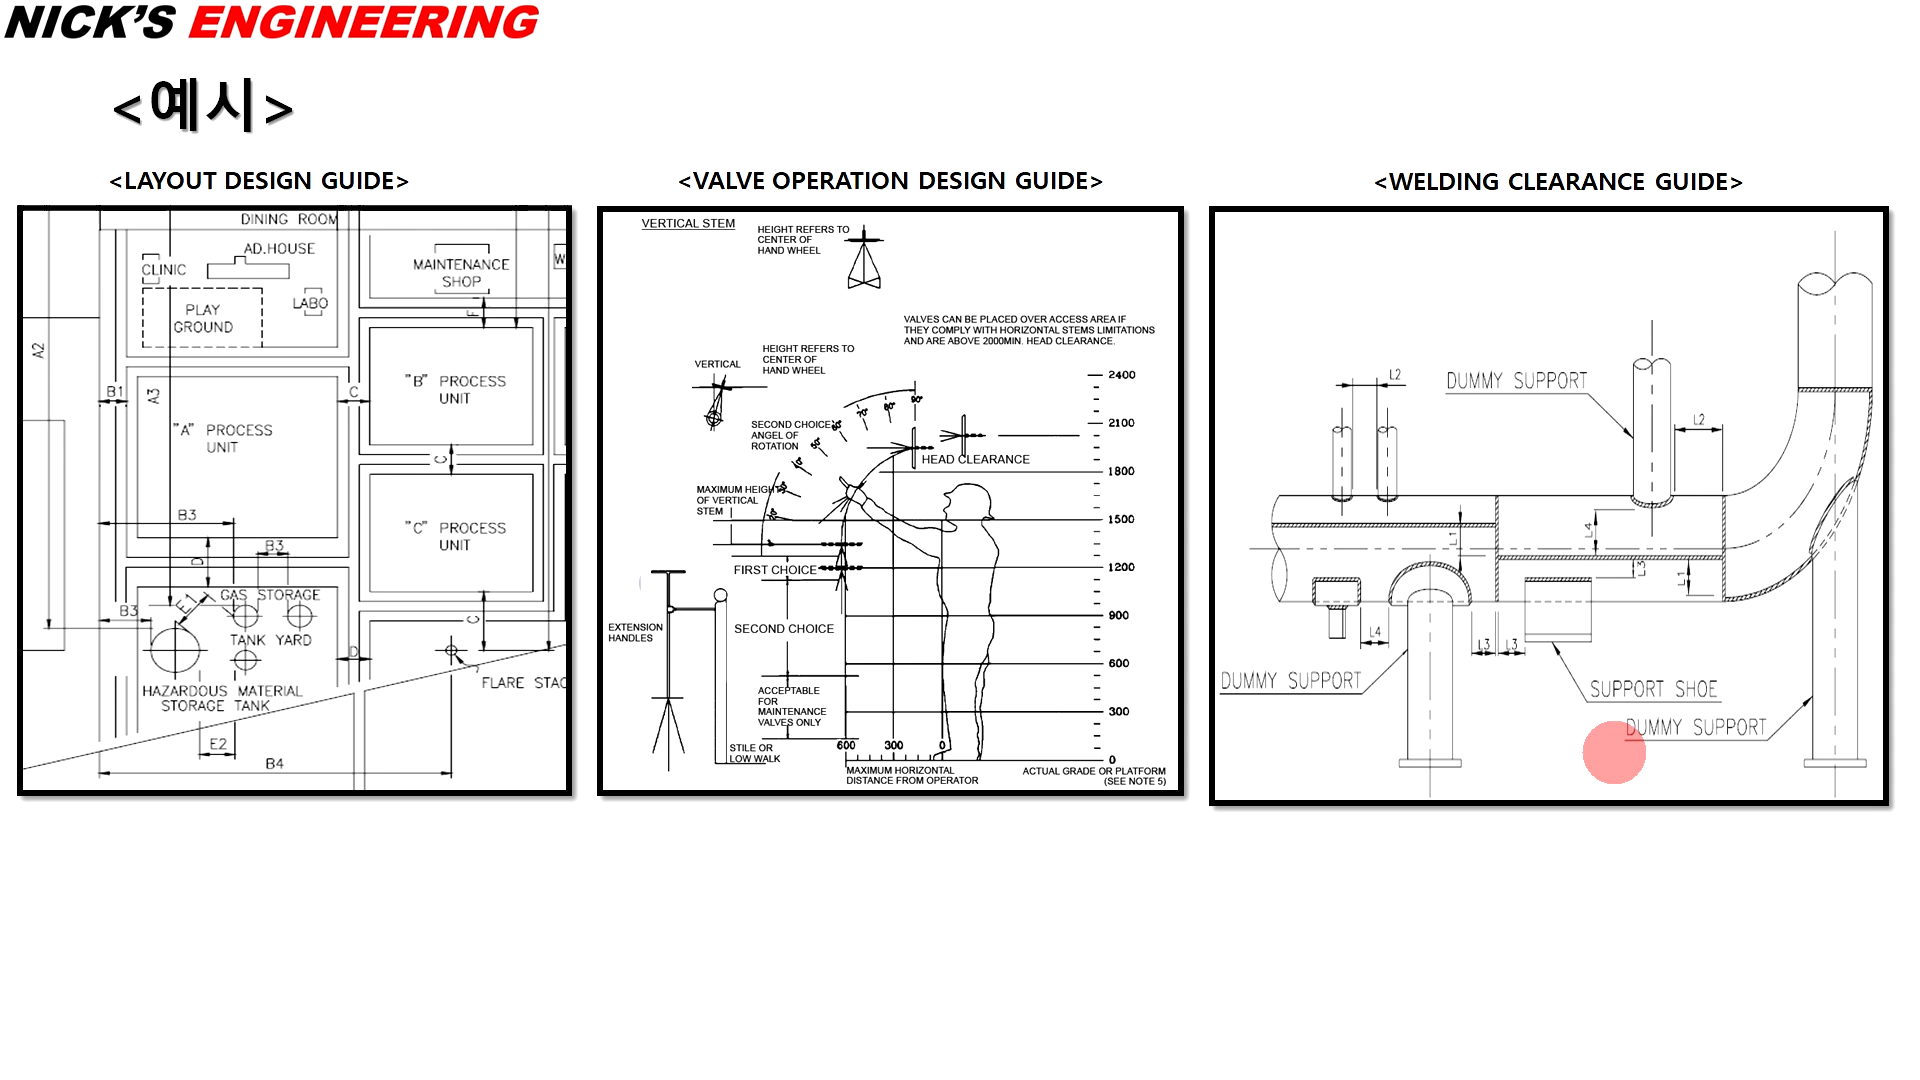 NICK'S ENGINEERING
<예시>
<LAYOUT DESIGN GUIDE>
DINING ROOM
AD.HOUSE
CLINIC
LABO
PLAY
GROUND
MAINTENANCE
SHOP
W
F
A2
A3
B1
C
"A" PROCESS
UNIT
"B" PROCESS
UNIT
C
"C" PROCESS
UNIT
B3
D
B3
B3
E1
GAS STORAGE
TANK YARD
C
D
HAZARDOUS MATERIAL
STORAGE TANK
FLARE STAC
E2
B4
<VALVE OPERATION DESIGN GUIDE>
VERTICAL STEM
HEIGHT REFERS TO
CENTER OF
HAND WHEEL
VALVES CAN BE PLACED OVER ACCESS AREA IF
THEY COMPLY WITH HORIZONTAL STEMS LIMITATIONS
AND ARE ABOVE 2000MIN. HEAD CLEARANCE.
HEIGHT REFERS TO
CENTER OF
HAND WHEEL
VERTICAL
SECOND CHOICE
ANGEL OF
ROTATION
90°
80°
70°
60°
50°
HEAD CLEARANCE
MAXIMUM HEIGHT
OF VERTICAL
STEM
FIRST CHOICE
SECOND CHOICE
EXTENSION
HANDLES
ACCEPTABLE
FOR
MAINTENANCE
VALVES ONLY
STILE OR
LOW WALK
2400
2100
1800
1500
1200
900
600
300
0
600 300 0
MAXIMUM HORIZONTAL
DISTANCE FROM OPERATOR
ACTUAL GRADE OR PLATFORM
(SEE NOTE 5)
<WELDING CLEARANCE GUIDE>
L2
DUMMY SUPPORT
L2
L1
L4
L3
L1
L4
L3
L3
DUMMY SUPPORT
SUPPORT SHOE
DUMMY SUPPORT